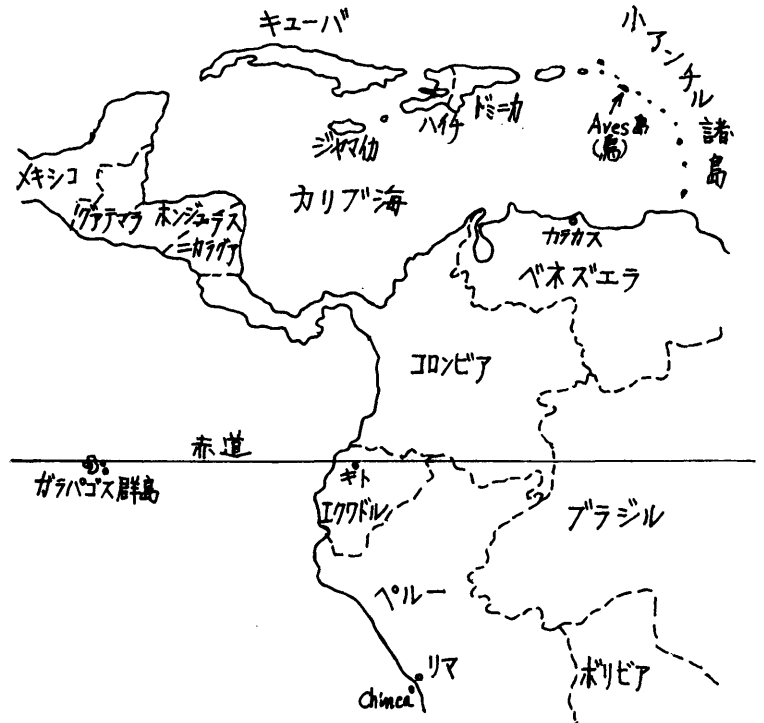 キューバ
小アンチル諸島
ハイチ
ドミニカ
Aves島
(鳥)
ジャマイカ
メキシコ
カリブ海
グァテマラ
ホンジュラス
ニカラグァ
カラカス
ベネズエラ
コロンビア
赤道
ガラパゴス群島
キト
エクワドル
ブラジル
ペルー
リマ
Chinca
ボリビア